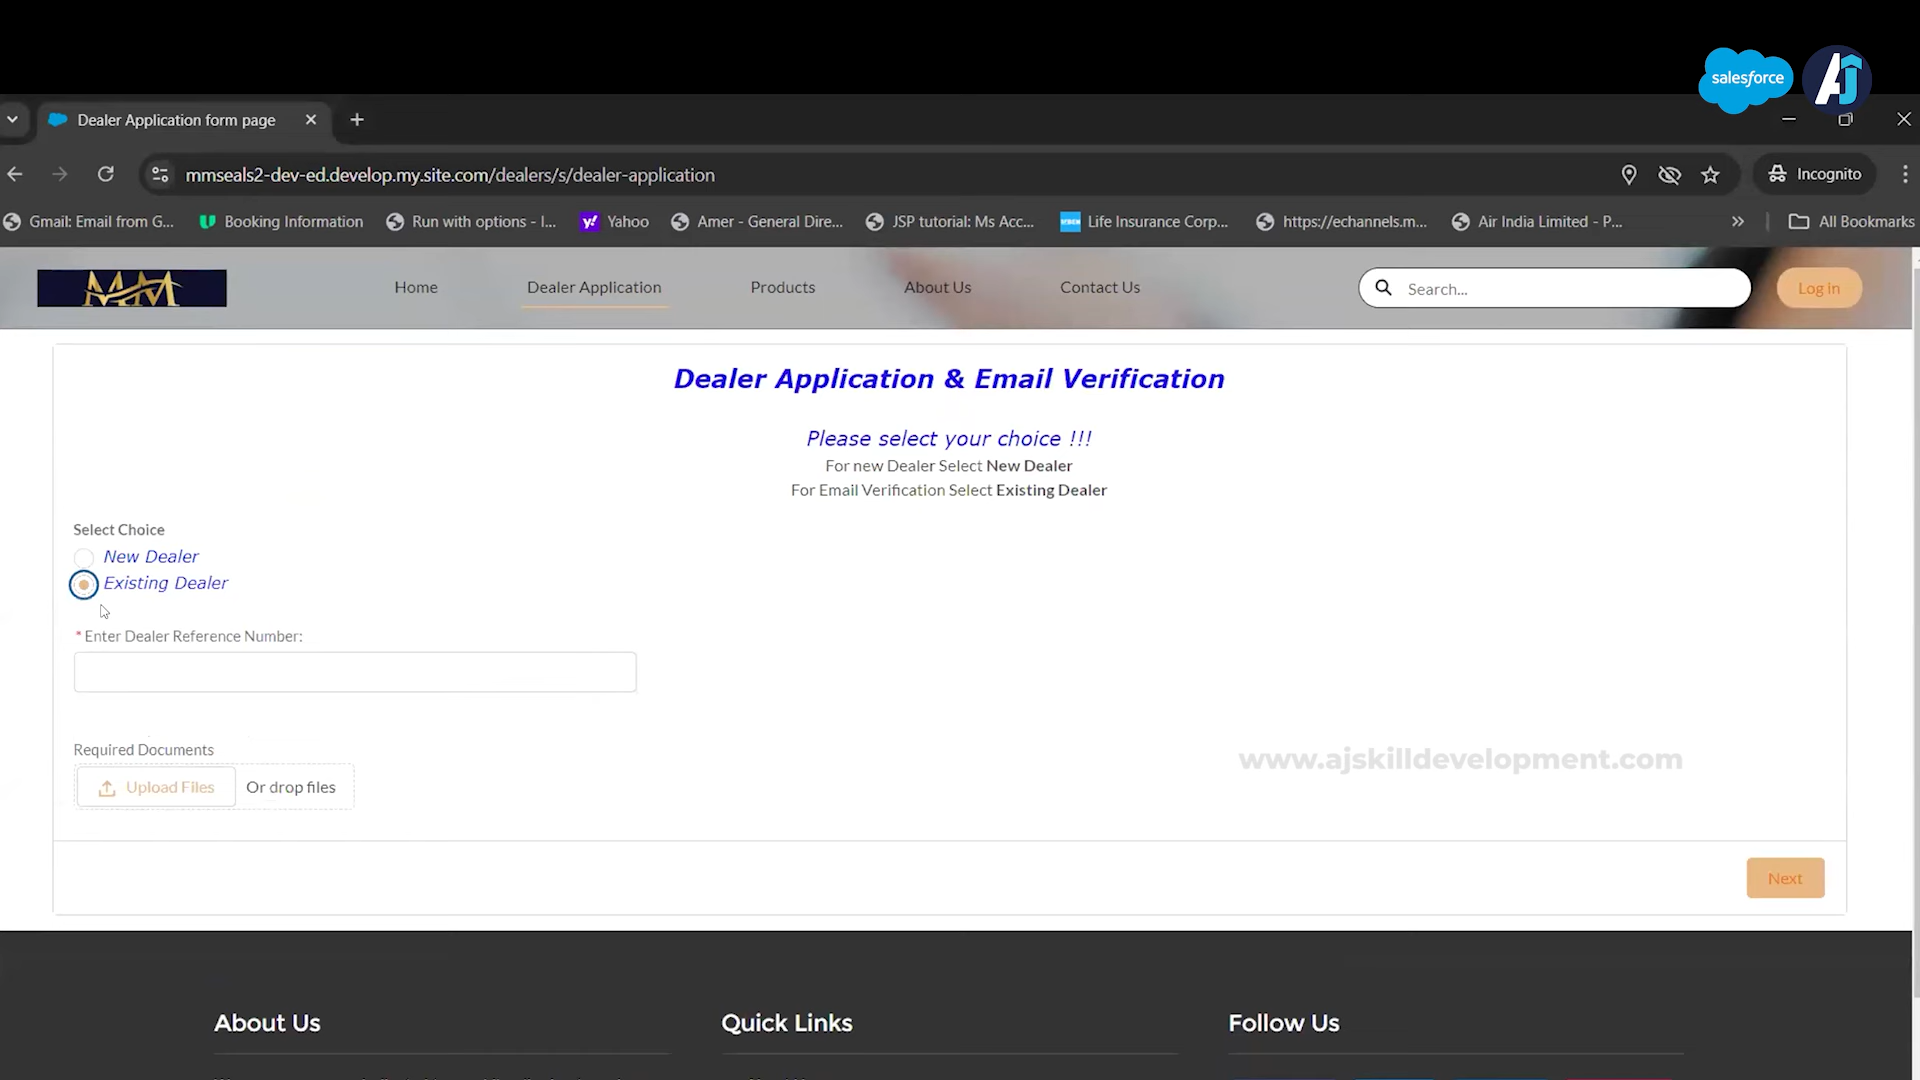 salesforce
AJ
Dealer Application form page
mmseals2-dev-ed.develop.my.site.com/dealers/s/dealer-application
Incognito
Gmail: Email from G... Booking Information Run with options - I... Yahoo Amer - General Dire... JSP tutorial: Ms Acc... Life Insurance Corp... https://echannels.m... Air India Limited - P... » All Bookmarks
MM Home Dealer Application Products About Us Contact Us Search... Log in
Dealer Application & Email Verification
Please select your choice !!!
For new Dealer Select New Dealer
For Email Verification Select Existing Dealer
Select Choice
New Dealer
Existing Dealer
* Enter Dealer Reference Number:
Required Documents
www.ajskilldevelopment.com
Upload Files Or drop files
Next
About Us Quick Links Follow Us